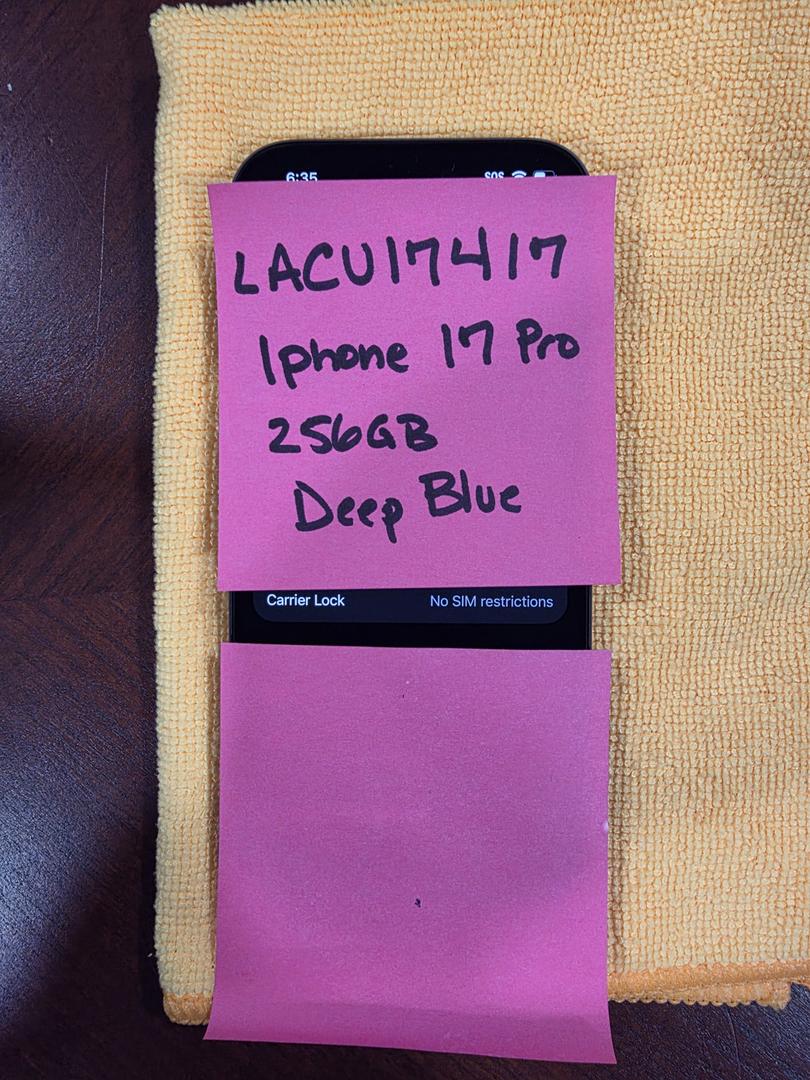 6:35 SOS
LACU17417
Iphone 17 Pro
256GB
Deep Blue
Carrier Lock No SIM restrictions